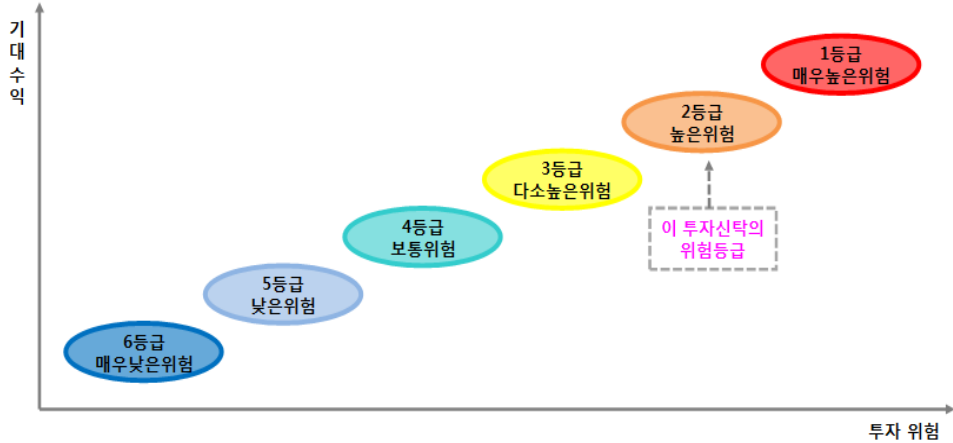 기대수익
1등급
매우높은위험
2등급
높은위험
3등급
다소높은위험
이 투자신탁의
위험등급
4등급
보통위험
5등급
낮은위험
6등급
매우낮은위험
투자 위험